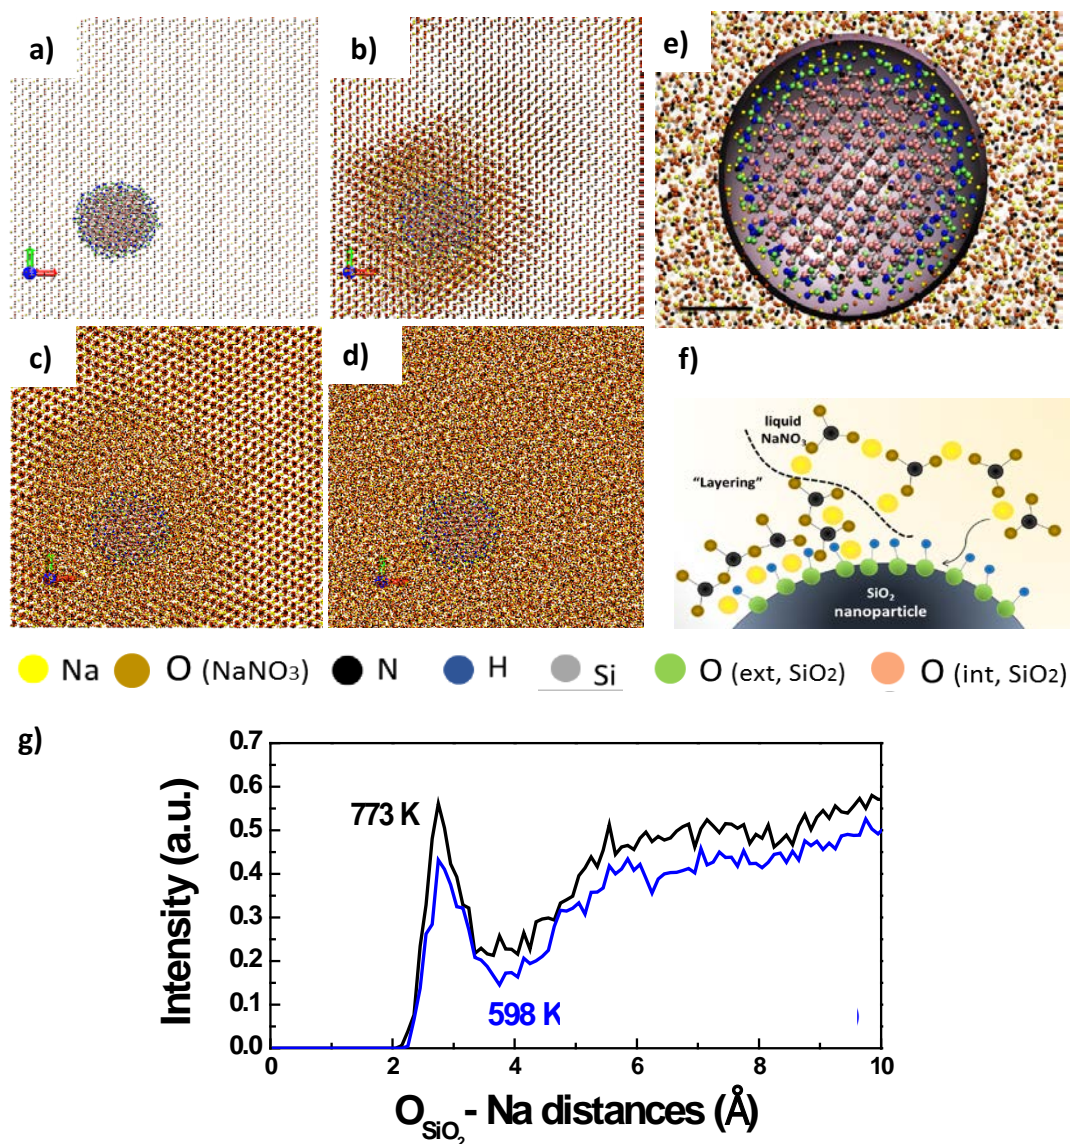 a)
b)
e)
c)
d)
f)
liquid
NaNO₃
"Layering"
SiO₂
nanoparticle
Na O (NaNO₃) N H Si O (ext, SiO₂) O (int, SiO₂)
g)
0.7
0.6
0.5
0.4
0.3
0.2
0.1
0.0
Intensity (a.u.)
773 K
598 K
0 2 4 6 8 10
O_SiO₂ - Na distances (Å)